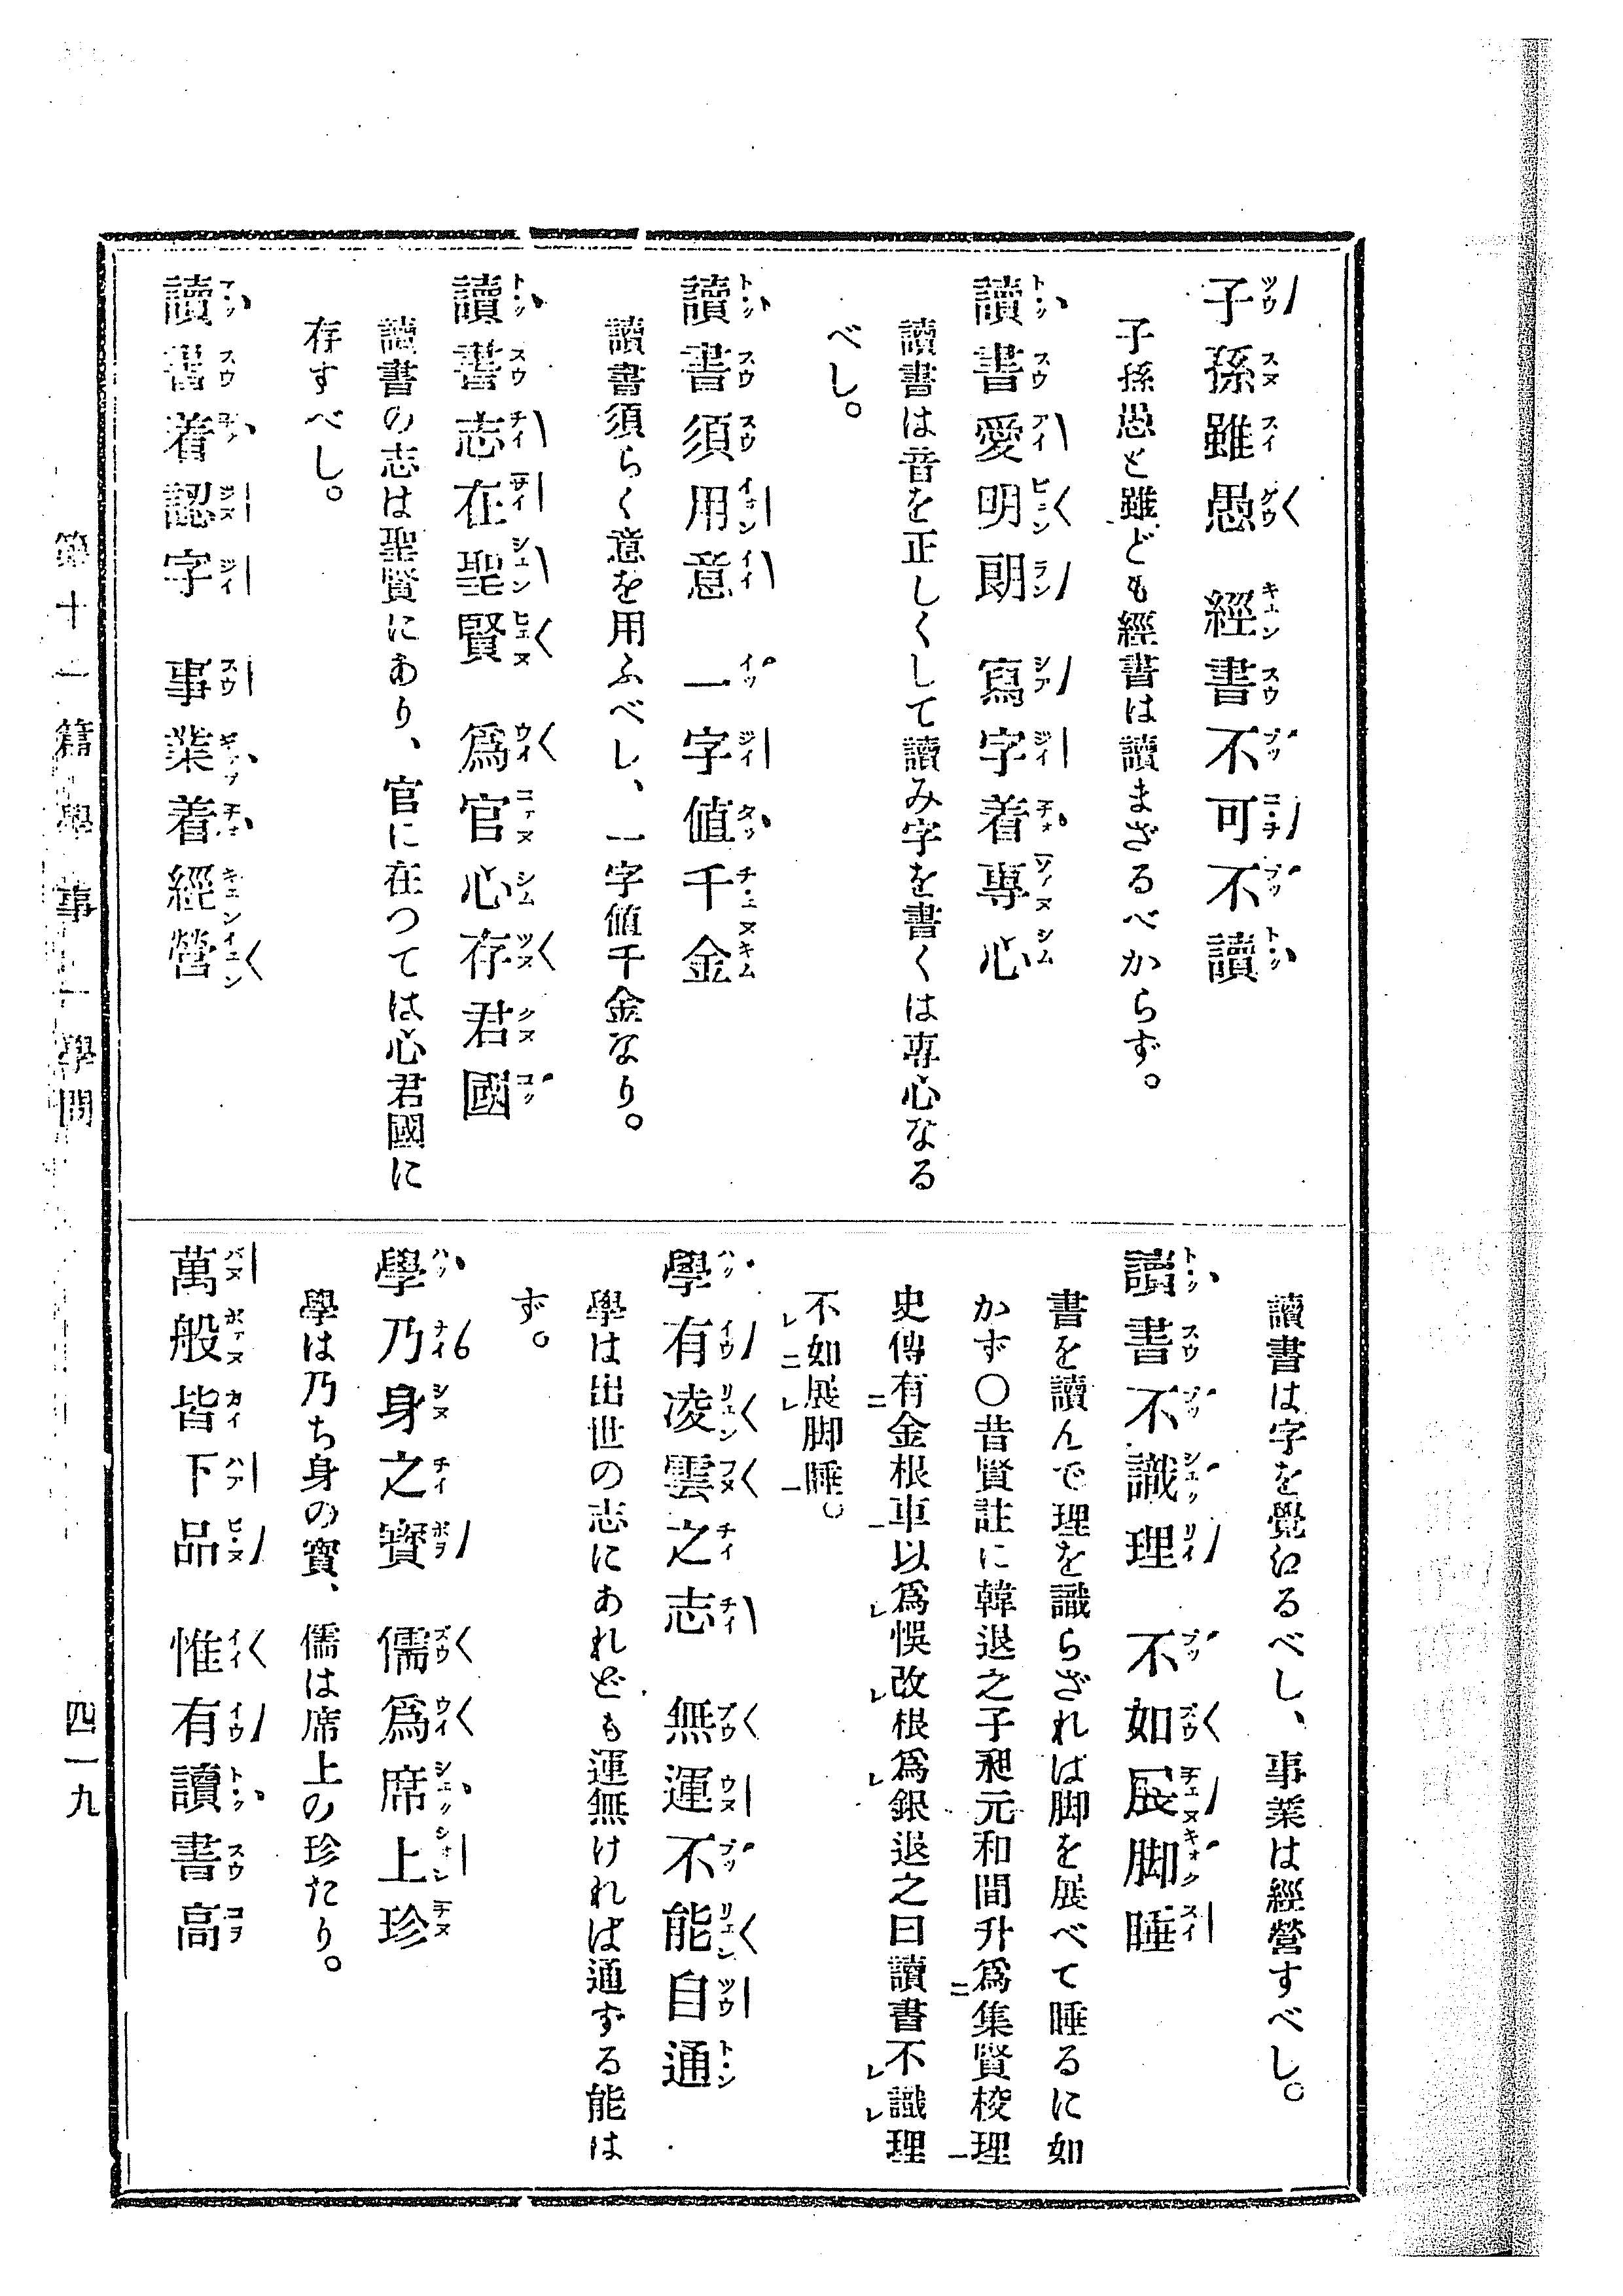 子孫雖愚 經書不可不讀
子孫愚と雖ども經書は讀まざるべからず。
讀書愛明朗 寫字着專心
讀書は音を正しくして讀み字を書くは專心なる
べし。
讀書須用意 一字値千金
讀書須らく意を用ふべし、一字値千金なり。
讀書志在聖賢 爲官心存君國
讀書の志は聖賢にあり、官に在つては心君國に
存すべし。
讀書着認字 事業着經營
讀書は字を覺はるべし、事業は經營すべし。
讀書不識理 不如展脚睡
書を讀んで理を識らざれば脚を展べて睡るに如
かず〇昔賢註に韓退之子昶元和間升爲集賢校理
史傳有金根車以爲悞改根爲銀退之曰讀書不識理
不如展脚睡。
學有凌雲之志 無運不能自通
學は出世の志にあれども運無ければ通ずる能は
ず。
學乃身之寳 儒爲席上珍
學は乃ち身の寳、儒は席上の珍たり。
萬般皆下品 惟有讀書高
第十一篇 學事 一 學問
四一九